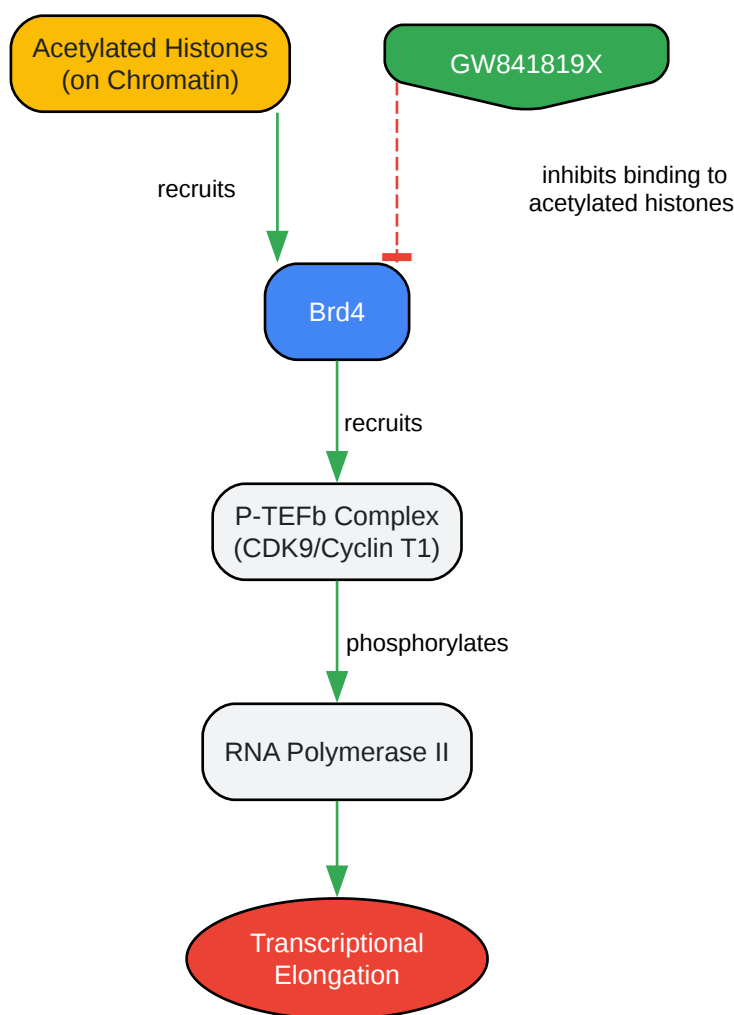 Acetylated Histones
(on Chromatin)
GW841819X
recruits
inhibits binding to
acetylated histones
Brd4
recruits
P-TEFb Complex
(CDK9/Cyclin T1)
phosphorylates
RNA Polymerase II
Transcriptional
Elongation